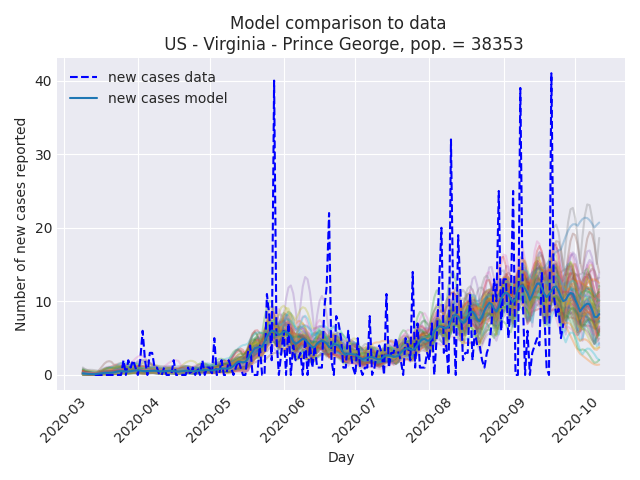 Model comparison to data
US - Virginia - Prince George, pop. = 38353
new cases data
new cases model
Number of new cases reported
40
30
20
10
0
2020-03
2020-04
2020-05
2020-06
2020-07
2020-08
2020-09
2020-10
Day